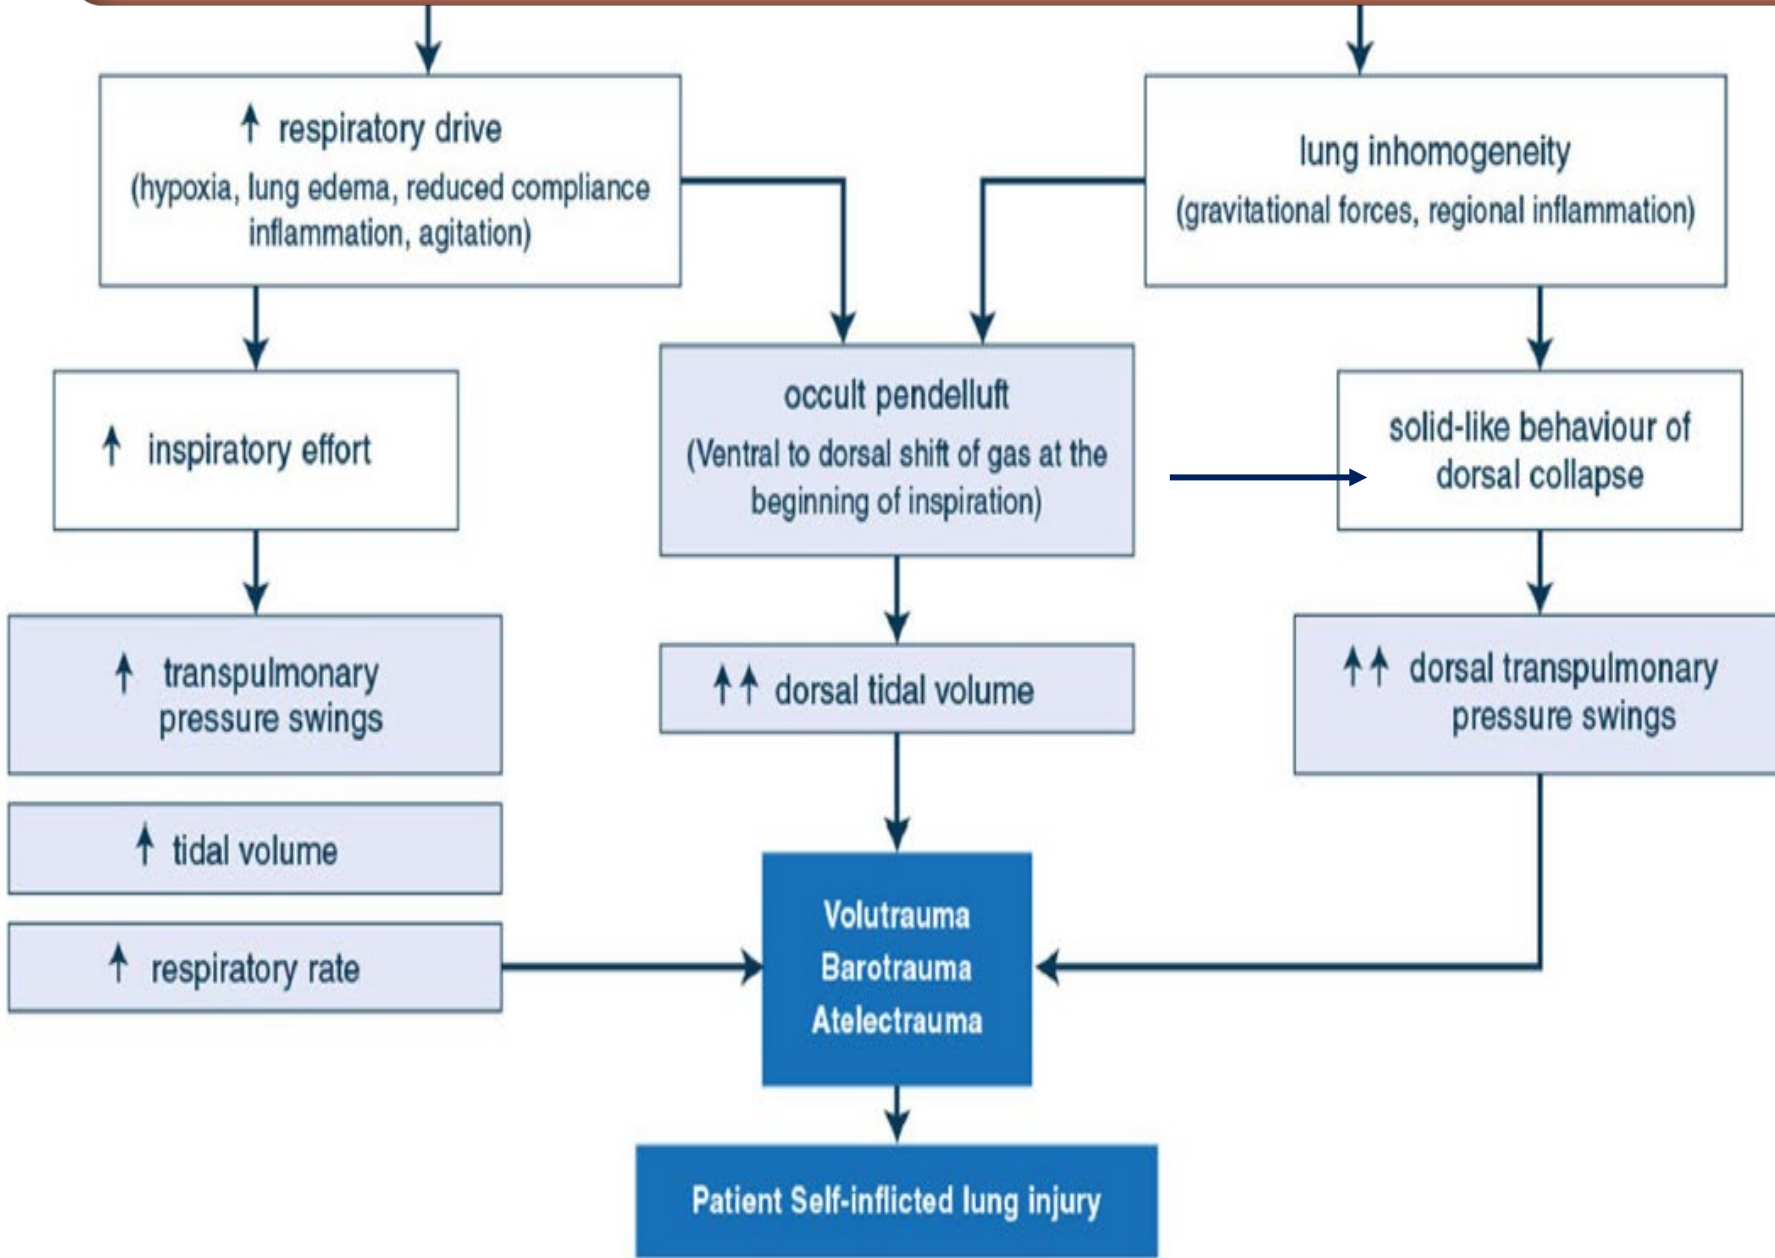 ↑ respiratory drive
(hypoxia, lung edema, reduced compliance
inflammation, agitation)
lung inhomogeneity
(gravitational forces, regional inflammation)
↑ inspiratory effort
occult pendelluft
(Ventral to dorsal shift of gas at the
beginning of inspiration)
solid-like behaviour of
dorsal collapse
↑ transpulmonary
pressure swings
↑↑ dorsal tidal volume
↑↑ dorsal transpulmonary
pressure swings
↑ tidal volume
↑ respiratory rate
Volutrauma
Barotrauma
Atelectrauma
Patient Self-inflicted lung injury